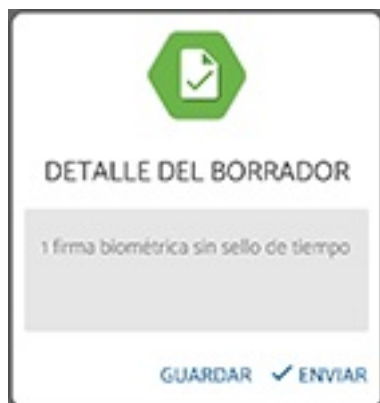 DETALLE DEL BORRADOR
1 firma biométrica sin sello de tiempo
GUARDAR ENVIAR